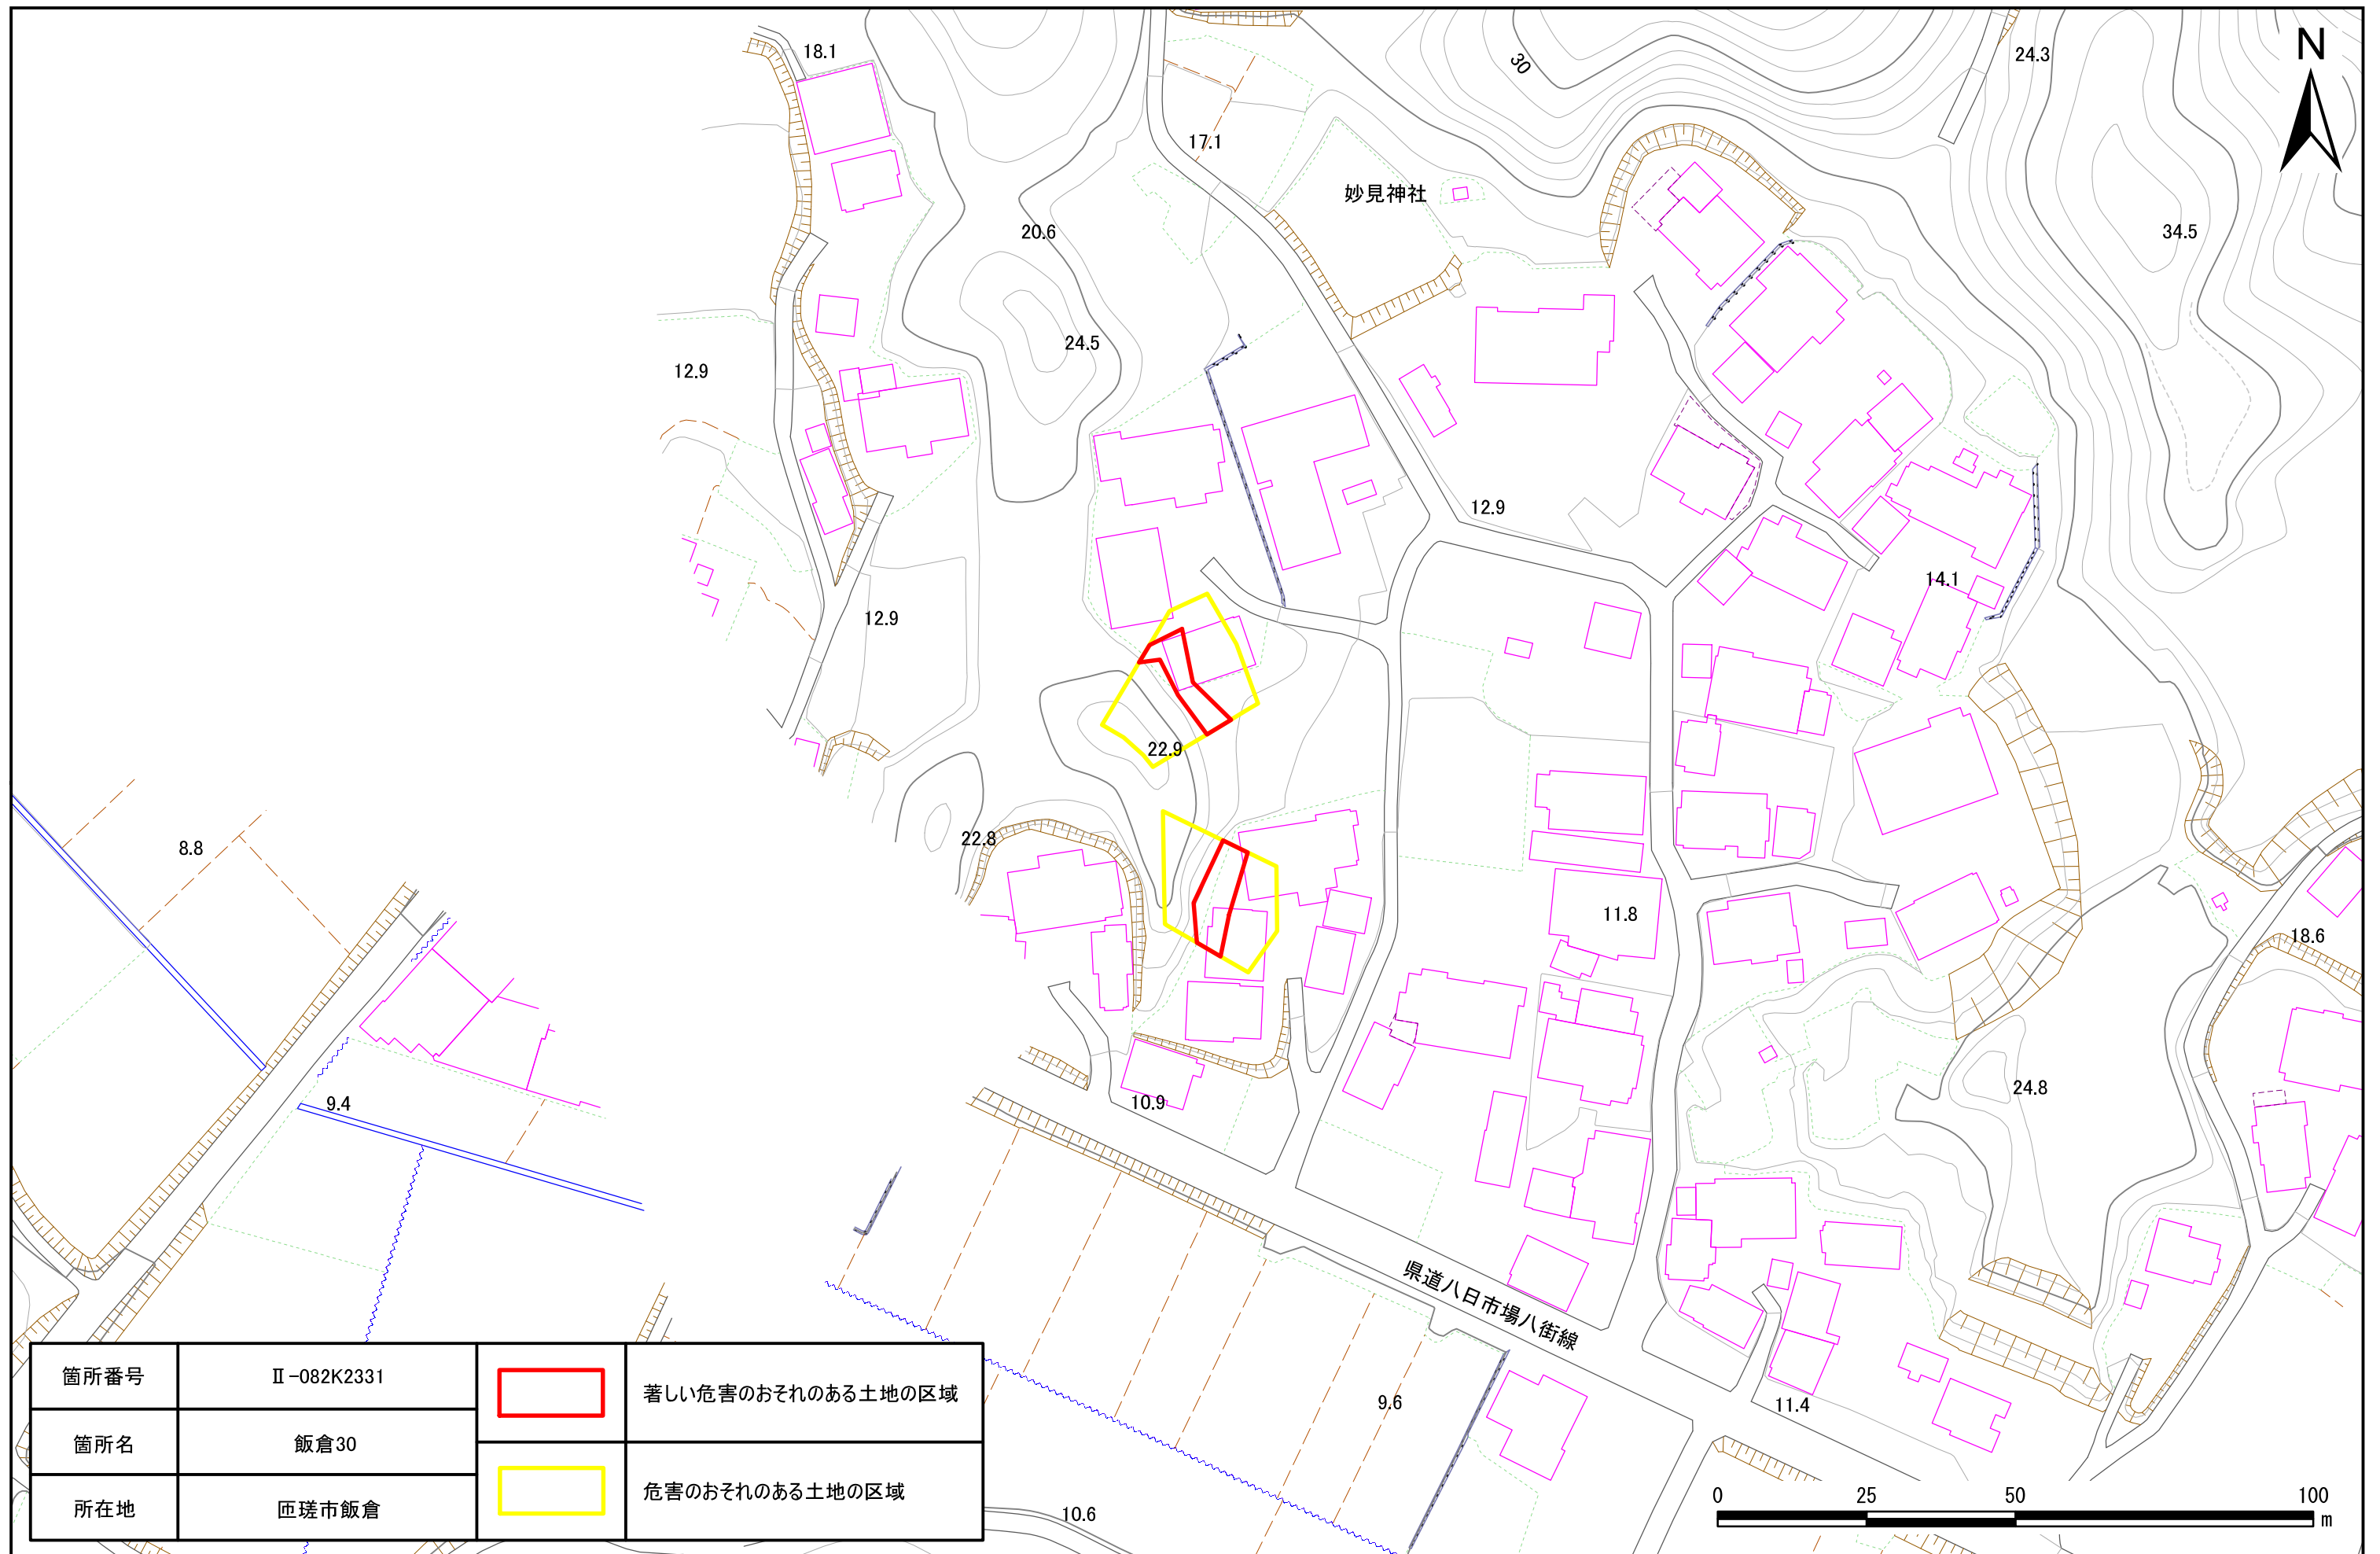 18.1
30
24.3
N
17.1
妙見神社
20.6
34.5
24.5
12.9
12.9
14.1
12.9
22.9
22.8
8.8
11.8
18.6
24.8
9.4
10.9
県道八日市場八街線
9.6
11.4
10.6
箇所番号 Ⅱ-082K2331
箇所名 飯倉30
所在地 匝瑳市飯倉
著しい危害のおそれのある土地の区域
危害のおそれのある土地の区域
0 25 50 100
m